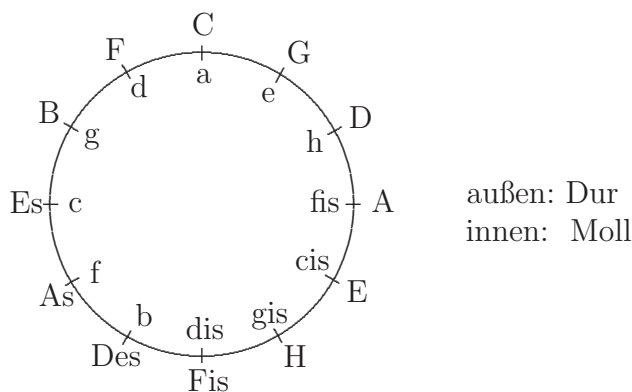 C
F
G
a
d
e
B
D
g
h
Es
c
fis
A
außen: Dur
innen: Moll
f
cis
As
E
b
dis
gis
Des
H
Fis